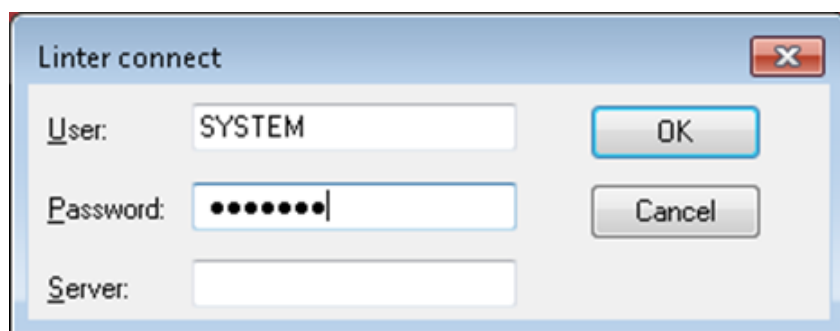 Linter connect
User: SYSTEM OK
Password: ●●●●●●● Cancel
Server: